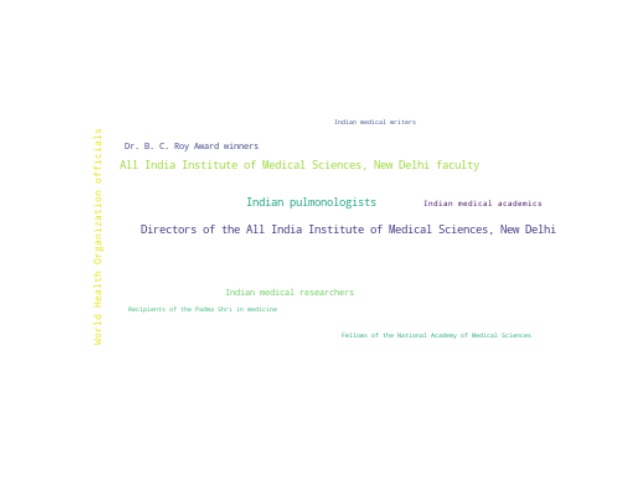 Indian medical writers
Dr. B. C. Roy Award winners
All India Institute of Medical Sciences, New Delhi faculty
World Health Organization officials
Indian pulmonologists
Indian medical academics
Directors of the All India Institute of Medical Sciences, New Delhi
Indian medical researchers
Recipients of the Padma Shri in medicine
Fellows of the National Academy of Medical Sciences